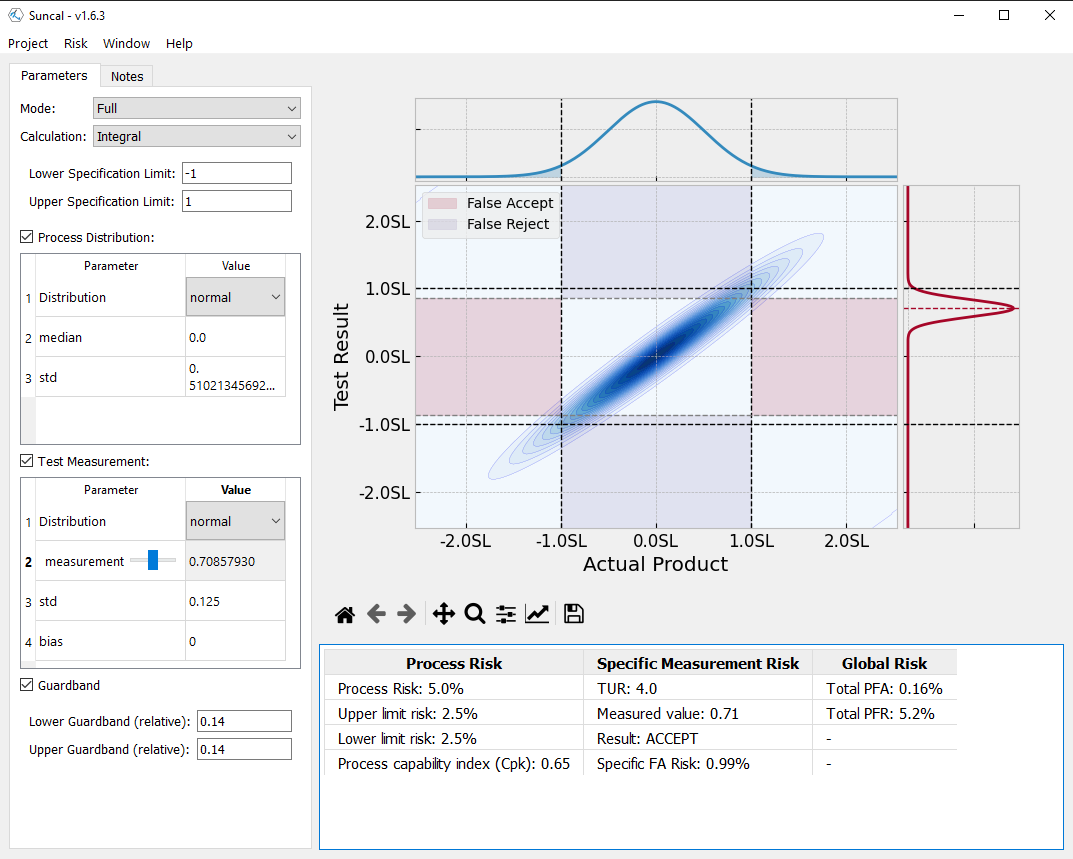 Suncal - v1.6.3
Project Risk Window Help
Parameters Notes
Mode: Full
Calculation: Integral
Lower Specification Limit: -1
Upper Specification Limit: 1
Process Distribution:
Parameter Value
1 Distribution normal
2 median 0.0
3 std 0.
51021345692...
Test Measurement:
Parameter Value
1 Distribution normal
2 measurement 0.70857930
3 std 0.125
4 bias 0
Guardband
Lower Guardband (relative): 0.14
Upper Guardband (relative): 0.14
False Accept
False Reject
2.0SL
1.0SL
0.0SL
-1.0SL
-2.0SL
Test Result
-2.0SL -1.0SL 0.0SL 1.0SL 2.0SL
Actual Product
Process Risk Specific Measurement Risk Global Risk
Process Risk: 5.0% TUR: 4.0 Total PFA: 0.16%
Upper limit risk: 2.5% Measured value: 0.71 Total PFR: 5.2%
Lower limit risk: 2.5% Result: ACCEPT -
Process capability index (Cpk): 0.65 Specific FA Risk: 0.99% -